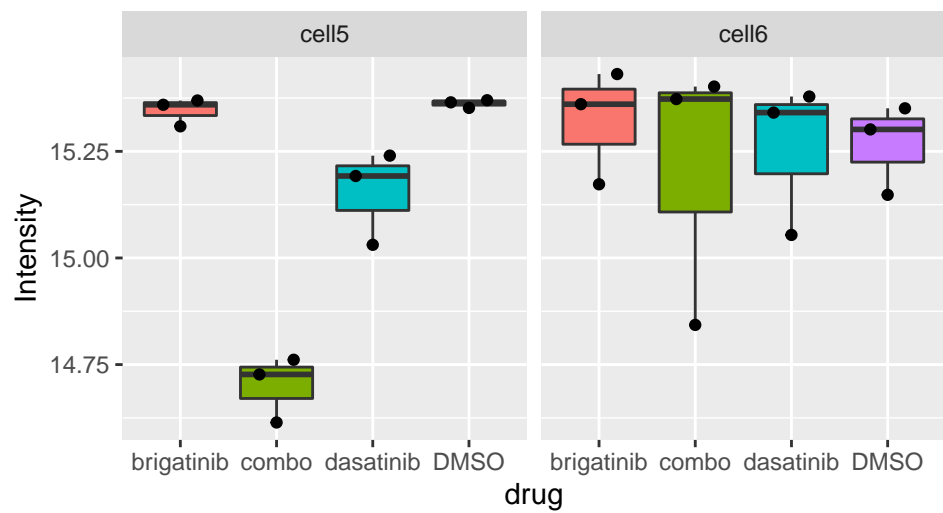 cell5 cell6
Intensity
15.25
15.00
14.75
brigatinib combo dasatinib DMSO brigatinib combo dasatinib DMSO
drug